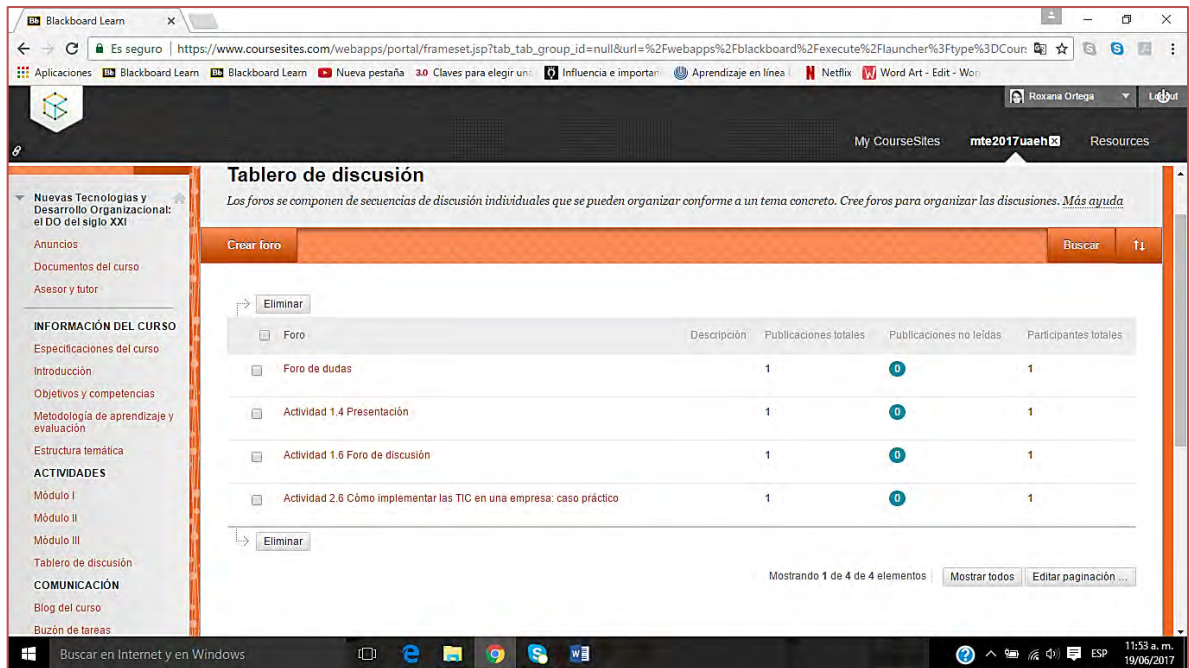 Bb Blackboard Learn
Es seguro | https://www.coursesites.com/webapps/portal/frameset.jsp?tab_tab_group_id=null&url=%2Fwebapps%2Fblackboard%2Fexecute%2Flauncher%3Ftype%3DCours
Aplicaciones Bb Blackboard Learn Bb Blackboard Learn Nueva pestaña 3.0 Claves para elegir una Influencia e importan Aprendizaje en línea Netflix Word Art - Edit - Wor
Roxana Ortega Logout
My CourseSites mte2017uaeh Resources
Tablero de discusión
Los foros se componen de secuencias de discusión individuales que se pueden organizar conforme a un tema concreto. Cree foros para organizar las discusiones. Más ayuda
Crear foro Buscar
Nuevas Tecnologías y
Desarrollo Organizacional:
el DO del siglo XXI
Anuncios
Documentos del curso
Asesor y tutor
INFORMACIÓN DEL CURSO
Especificaciones del curso
Introducción
Objetivos y competencias
Metodología de aprendizaje y
evaluación
Estructura temática
ACTIVIDADES
Módulo I
Módulo II
Módulo III
Tablero de discusión
COMUNICACIÓN
Blog del curso
Buzón de tareas
Eliminar
Foro Descripción Publicaciones totales Publicaciones no leídas Participantes totales
Foro de dudas 1 0 1
Actividad 1.4 Presentación 1 0 1
Actividad 1.6 Foro de discusión 1 0 1
Actividad 2.6 Cómo implementar las TIC en una empresa: caso práctico 1 0 1
Eliminar
Mostrando 1 de 4 de 4 elementos Mostrar todos Editar paginación ...
Buscar en Internet y en Windows ESP 11:53 a. m.
19/06/2017